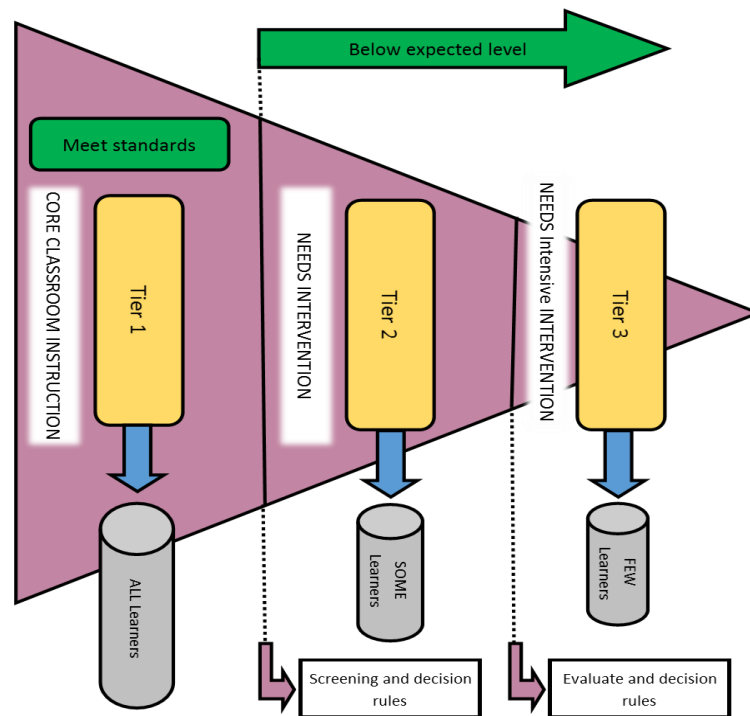 Below expected level
Meet standards
CORE CLASSROOM INSTRUCTION
Tier 1
NEEDS INTERVENTION
Tier 2
NEEDS Intensive INTERVENTION
Tier 3
ALL Learners
SOME
Learners
FEW
Learners
Screening and decision
rules
Evaluate and decision
rules